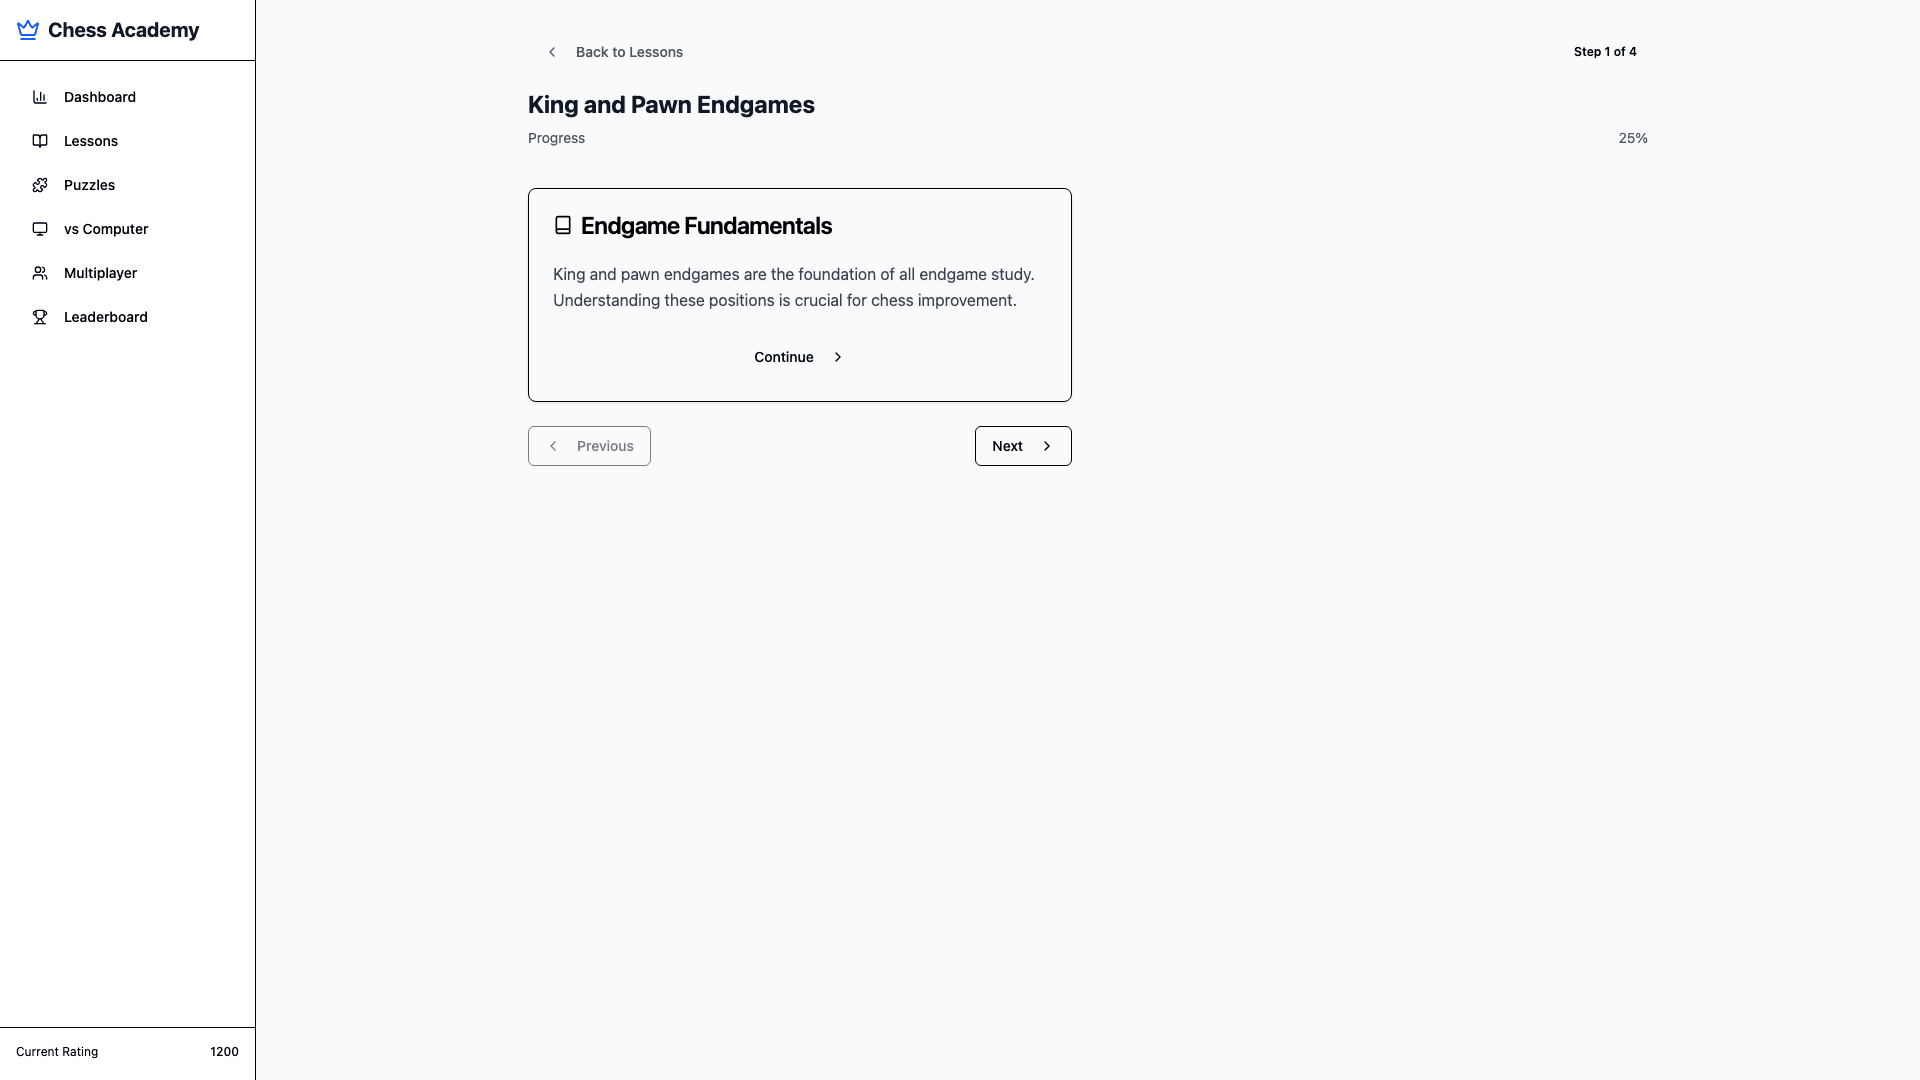 Chess Academy
Dashboard
Lessons
Puzzles
vs Computer
Multiplayer
Leaderboard
Current Rating 1200
Back to Lessons
Step 1 of 4
King and Pawn Endgames
Progress 25%
Endgame Fundamentals
King and pawn endgames are the foundation of all endgame study.
Understanding these positions is crucial for chess improvement.
Continue
Previous
Next